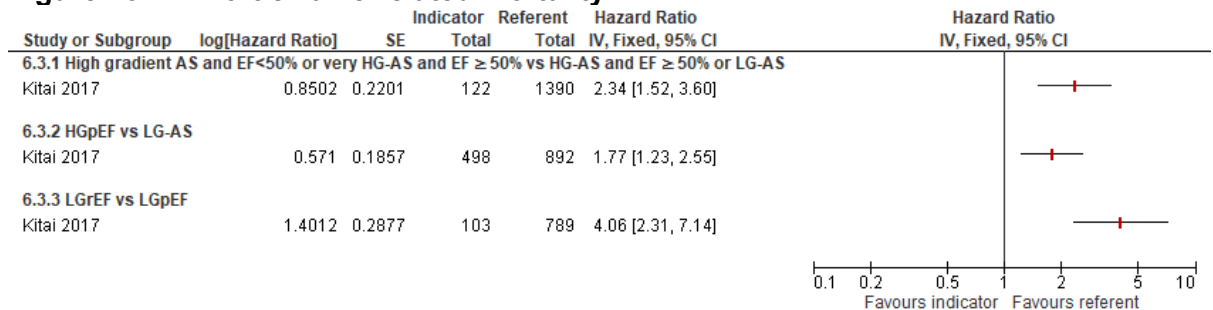 Indicator Referent Hazard Ratio Hazard Ratio
Study or Subgroup log[Hazard Ratio] SE Total Total IV, Fixed, 95% CI IV, Fixed, 95% CI
6.3.1 High gradient AS and EF<50% or very HG-AS and EF ≥ 50% vs HG-AS and EF ≥ 50% or LG-AS
Kitai 2017 0.8502 0.2201 122 1390 2.34 [1.52, 3.60]
6.3.2 HGpEF vs LG-AS
Kitai 2017 0.571 0.1857 498 892 1.77 [1.23, 2.55]
6.3.3 LGrEF vs LGpEF
Kitai 2017 1.4012 0.2877 103 789 4.06 [2.31, 7.14]
0.1 0.2 0.5 1 2 5 10
Favours indicator Favours referent